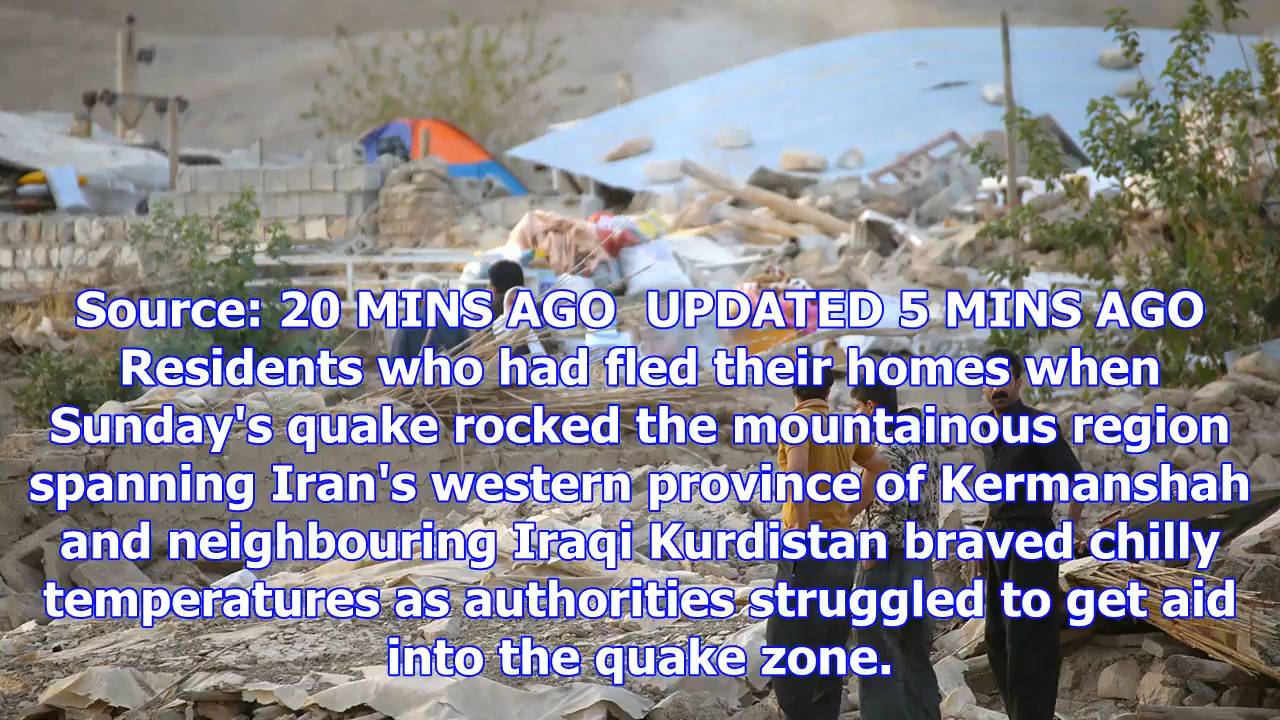 Source: 20 MINS AGO  UPDATED 5 MINS AGO
Residents who had fled their homes when
Sunday's quake rocked the mountainous region
spanning Iran's western province of Kermanshah
and neighbouring Iraqi Kurdistan braved chilly
temperatures as authorities struggled to get aid
into the quake zone.